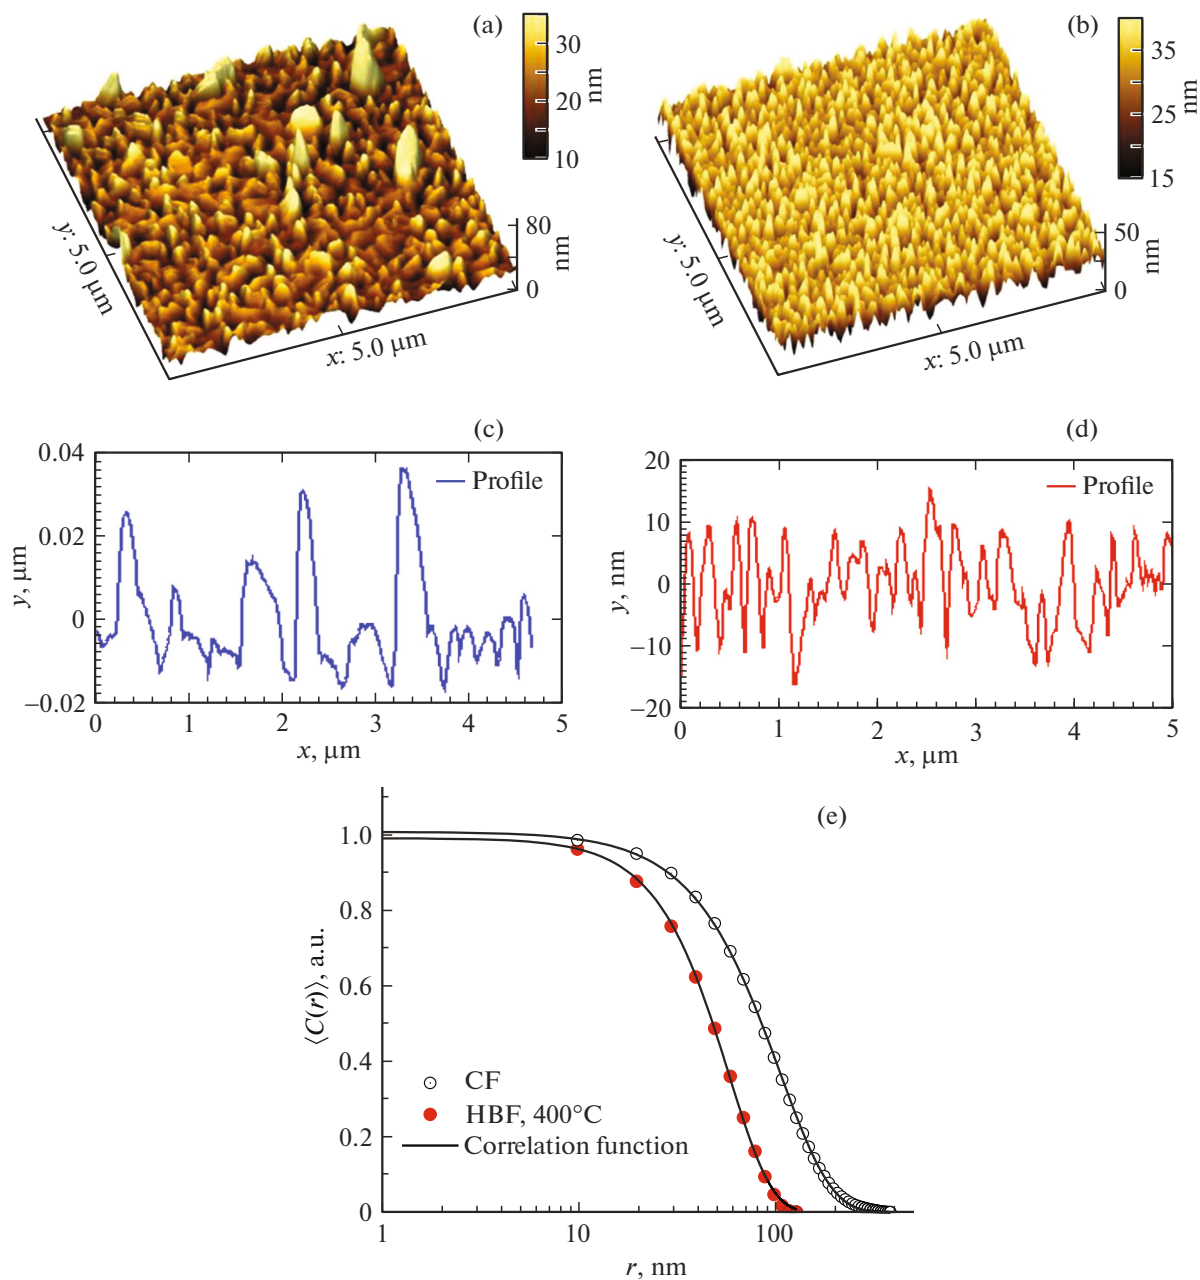 (a)
30
20
10
nm
80
0
nm
y: 5.0 μm
x: 5.0 μm
(b)
35
25
15
nm
50
0
nm
y: 5.0 μm
x: 5.0 μm
(c)
0.04
0.02
0
–0.02
y, μm
Profile
0 1 2 3 4 5
x, μm
(d)
20
10
0
–10
–20
y, nm
Profile
0 1 2 3 4 5
x, μm
(e)
1.0
0.8
0.6
0.4
0.2
0
⟨C(r)⟩, a.u.
CF
HBF, 400°C
Correlation function
1 10 100
r, nm